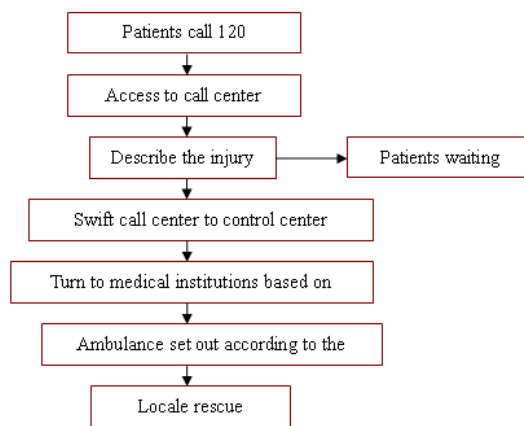 Patients call 120
Access to call center
Describe the injury
Patients waiting
Swift call center to control center
Turn to medical institutions based on
Ambulance set out according to the
Locale rescue